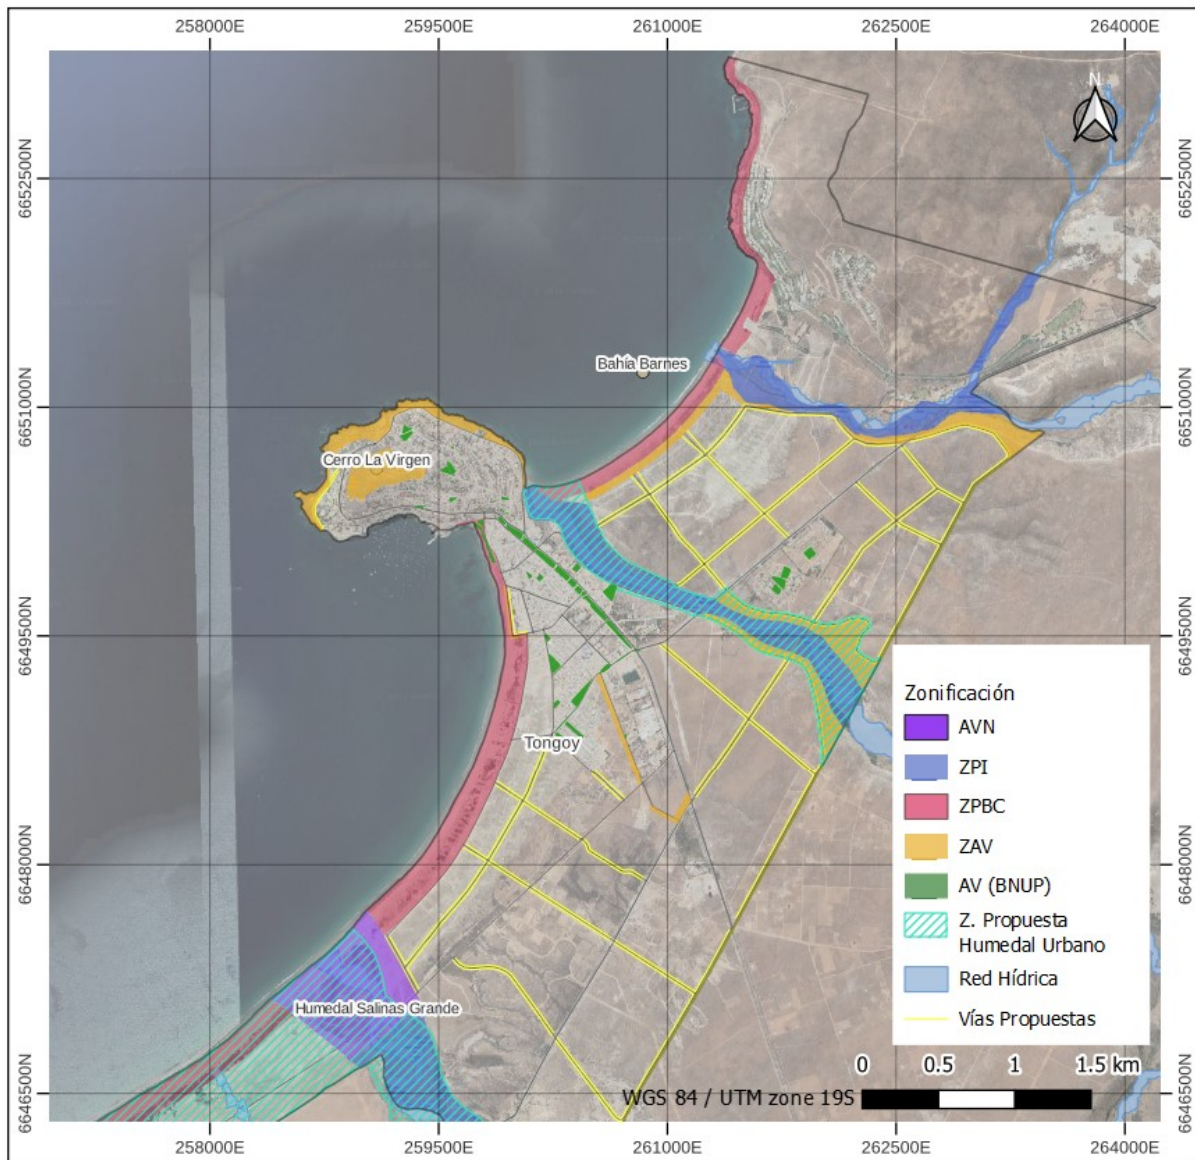 258000E
259500E
261000E
262500E
264000E
N
6652500N
6652500N
Bahía Barnes
6651000N
6651000N
Cerro La Virgen
6649500N
6649500N
Tongoy
Zonificación
AVN
ZPI
ZPBC
ZAV
AV (BNUP)
Z. Propuesta
Humedal Urbano
Red Hídrica
Vías Propuestas
6648000N
6648000N
Humedal Salinas Grande
0 0.5 1 1.5 km
WGS 84 / UTM zone 19S
6646500N
6646500N
258000E
259500E
261000E
262500E
264000E